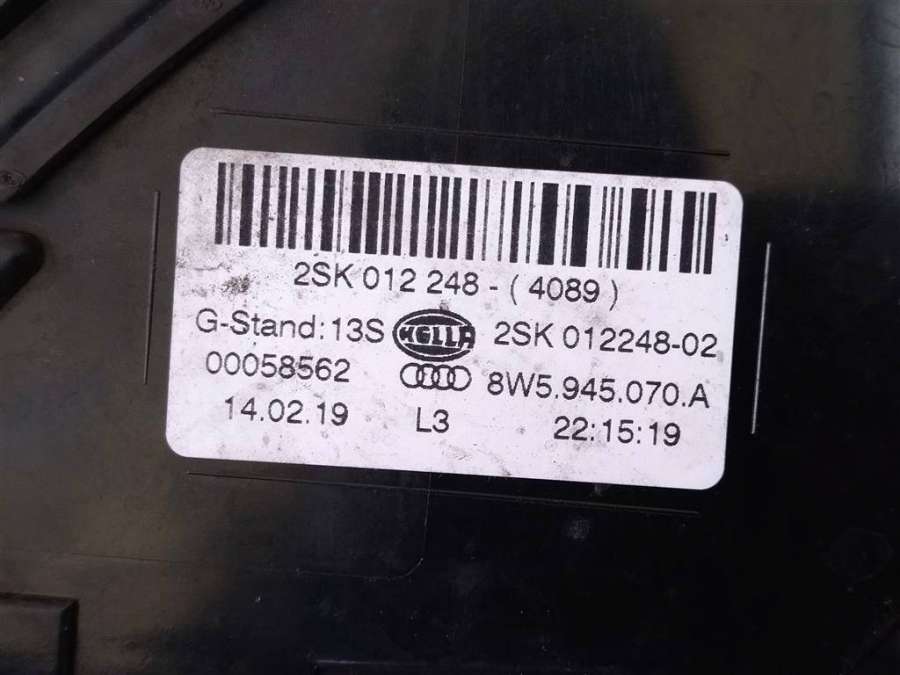 2SK 012 248 - ( 4089 )
G-Stand: 13S HELLA 2SK 012248-02
00058562 8W5.945.070.A
14.02.19 L3 22:15:19